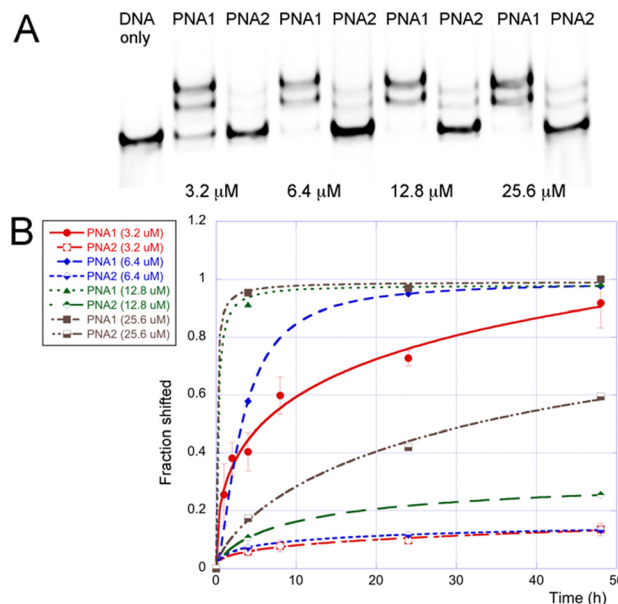 A
DNA only
PNA1 PNA2 PNA1 PNA2 PNA1 PNA2 PNA1 PNA2
3.2 μM 6.4 μM 12.8 μM 25.6 μM
B
PNA1 (3.2 uM)
PNA2 (3.2 uM)
PNA1 (6.4 uM)
PNA2 (6.4 uM)
PNA1 (12.8 uM)
PNA2 (12.8 uM)
PNA1 (25.6 uM)
PNA2 (25.6 uM)
Fraction shifted
1.2
1
0.8
0.6
0.4
0.2
0
0 10 20 30 40 50
Time (h)